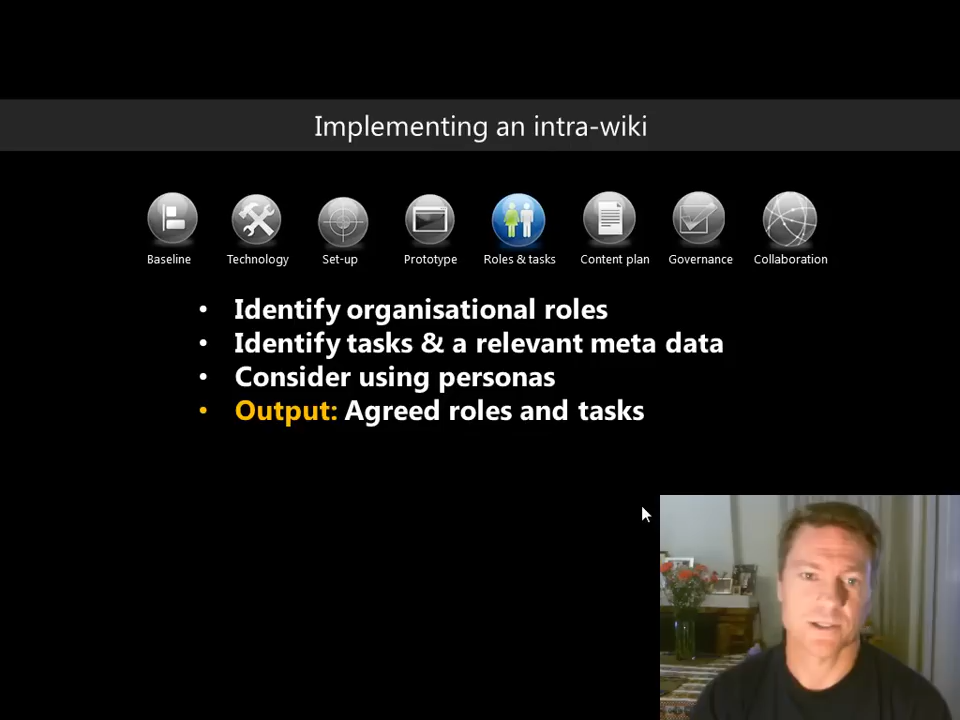 Implementing an intra-wiki
Baseline Technology Set-up Prototype Roles & tasks Content plan Governance Collaboration
• Identify organisational roles
• Identify tasks & a relevant meta data
• Consider using personas
• Output: Agreed roles and tasks